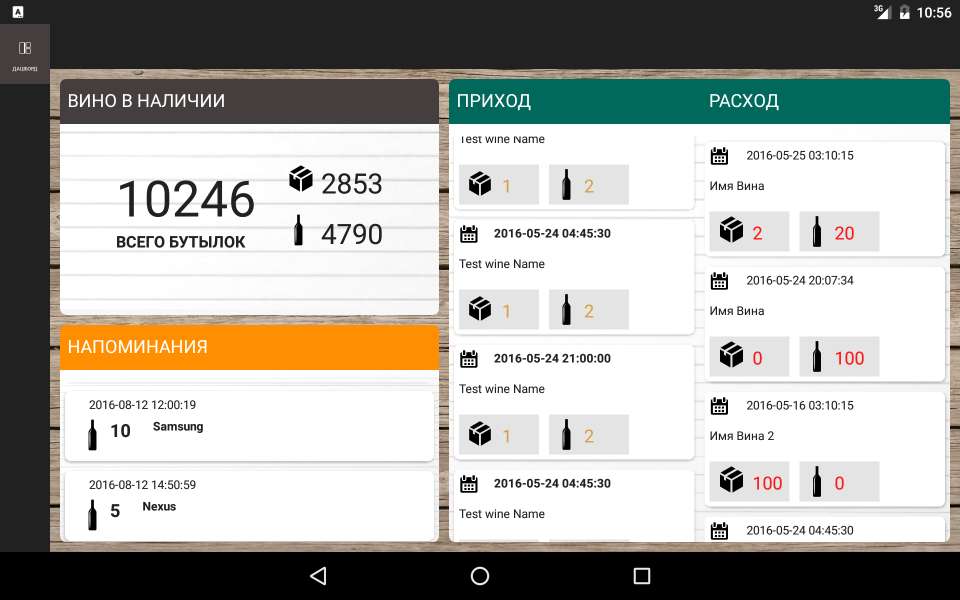 A
3G
10:56
ДАШБОРД
ВИНО В НАЛИЧИИ
10246
ВСЕГО БУТЫЛОК
2853
4790
НАПОМИНАНИЯ
2016-08-12 12:00:19
10 Samsung
2016-08-12 14:50:59
5 Nexus
ПРИХОД
Test wine Name
1 2
2016-05-24 04:45:30
Test wine Name
1 2
2016-05-24 21:00:00
Test wine Name
1 2
2016-05-24 04:45:30
Test wine Name
РАСХОД
2016-05-25 03:10:15
Имя Вина
2 20
2016-05-24 20:07:34
Имя Вина
0 100
2016-05-16 03:10:15
Имя Вина 2
100 0
2016-05-24 04:45:30